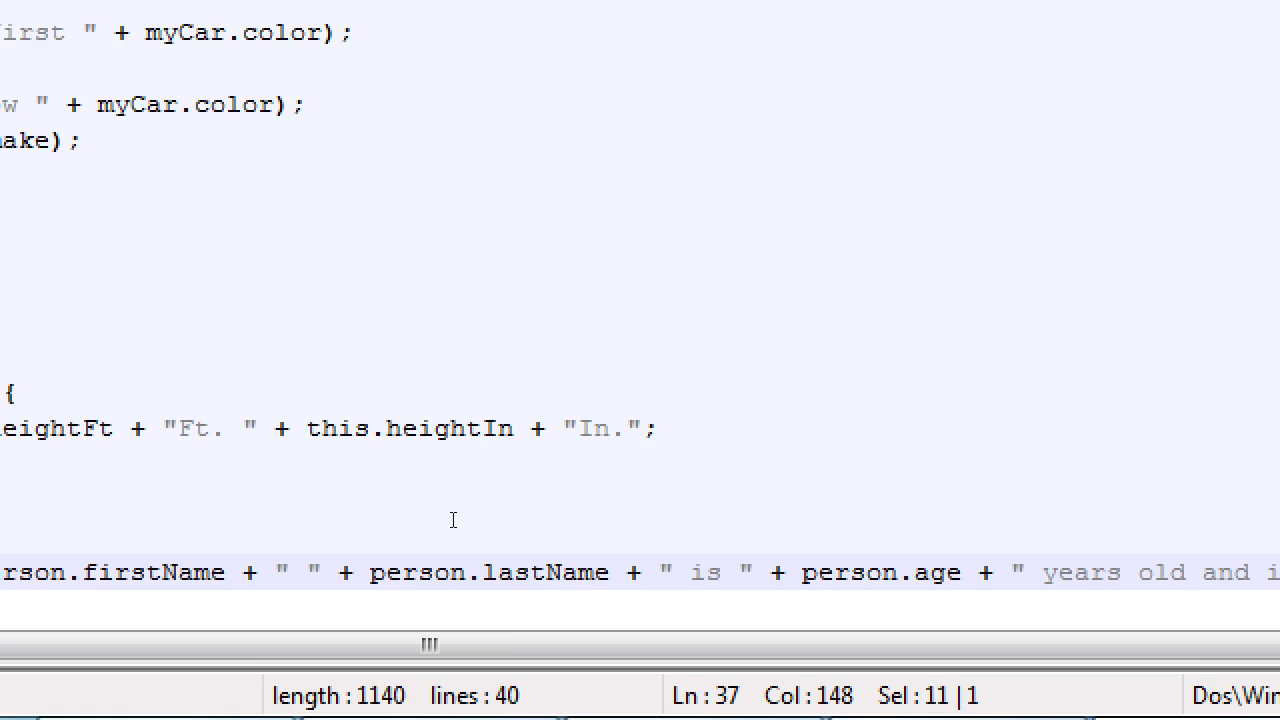 irst " + myCar.color);
w " + myCar.color);
ake);
{
eightFt + "Ft. " + this.heightIn + "In.";
rson.firstName + " " + person.lastName + " is " + person.age + " years old and i
length : 1140 lines : 40 Ln : 37 Col : 148 Sel : 11 | 1 Dos\Win